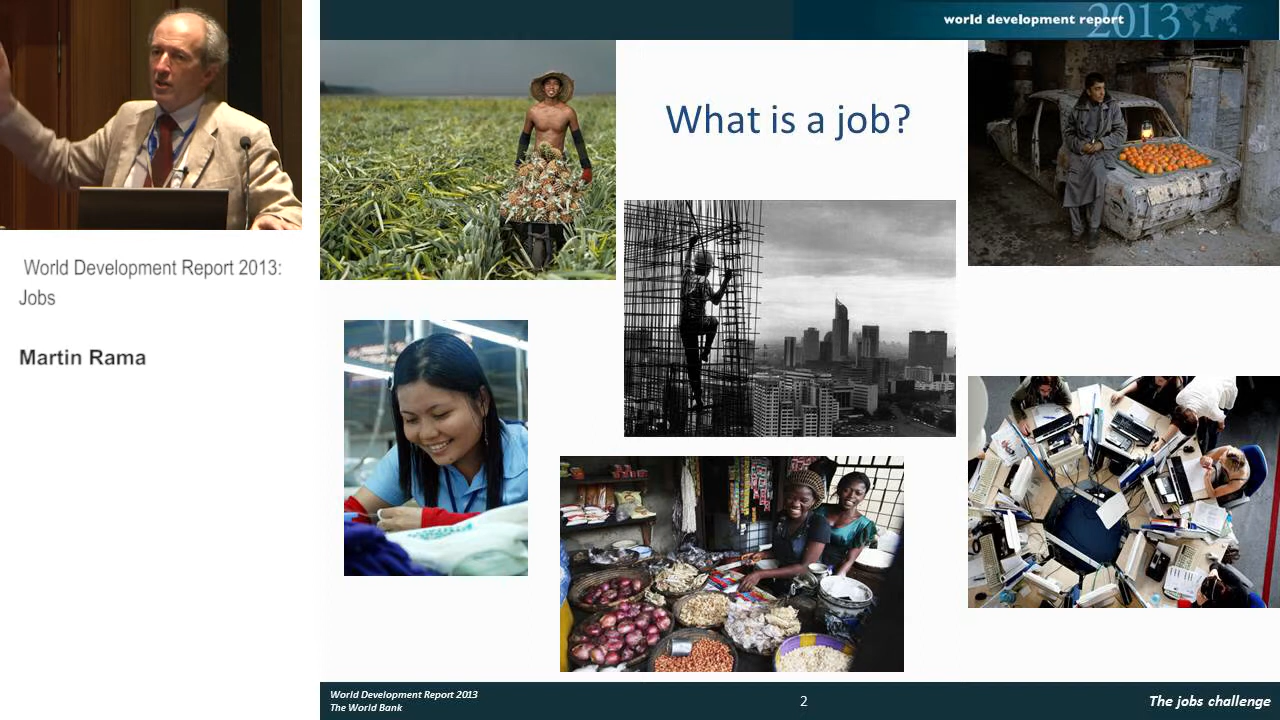 World Development Report 2013:
Jobs
Martin Rama
world development report 2013
What is a job?
World Development Report 2013
The World Bank
2
The jobs challenge